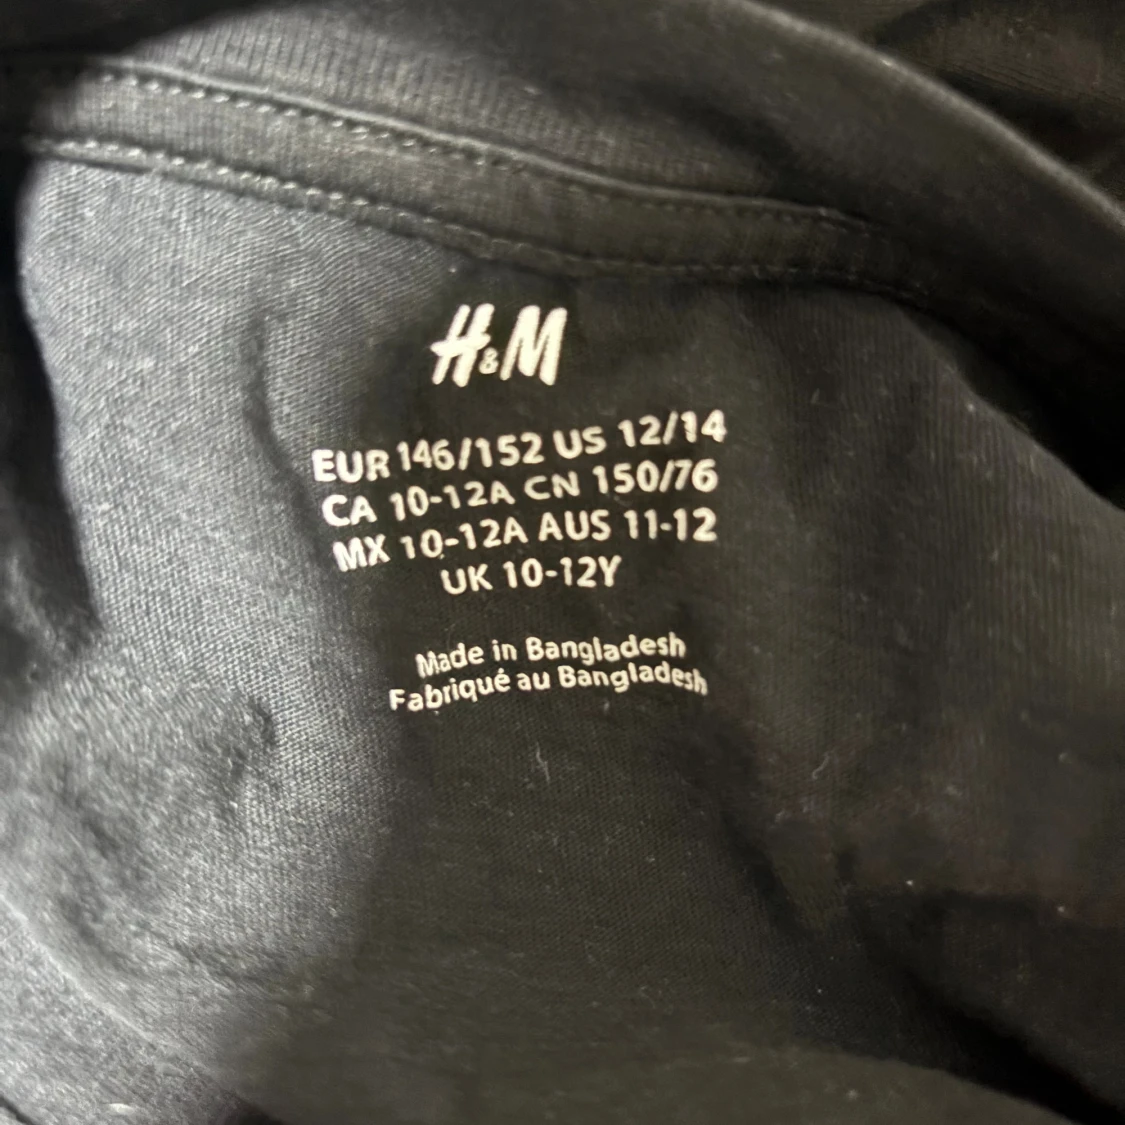 H&M
EUR 146/152 US 12/14
CA 10-12A CN 150/76
MX 10-12A AUS 11-12
UK 10-12Y
Made in Bangladesh
Fabriqué au Bangladesh